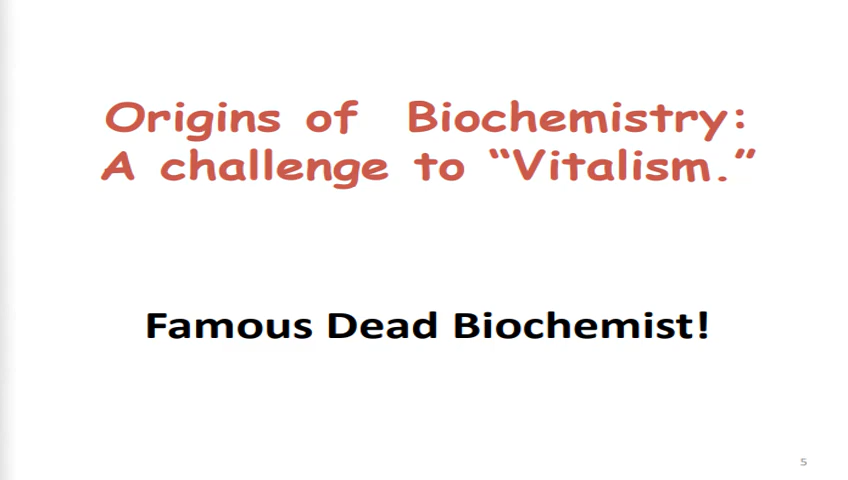 Origins of Biochemistry:
A challenge to “Vitalism.”
Famous Dead Biochemist!
5